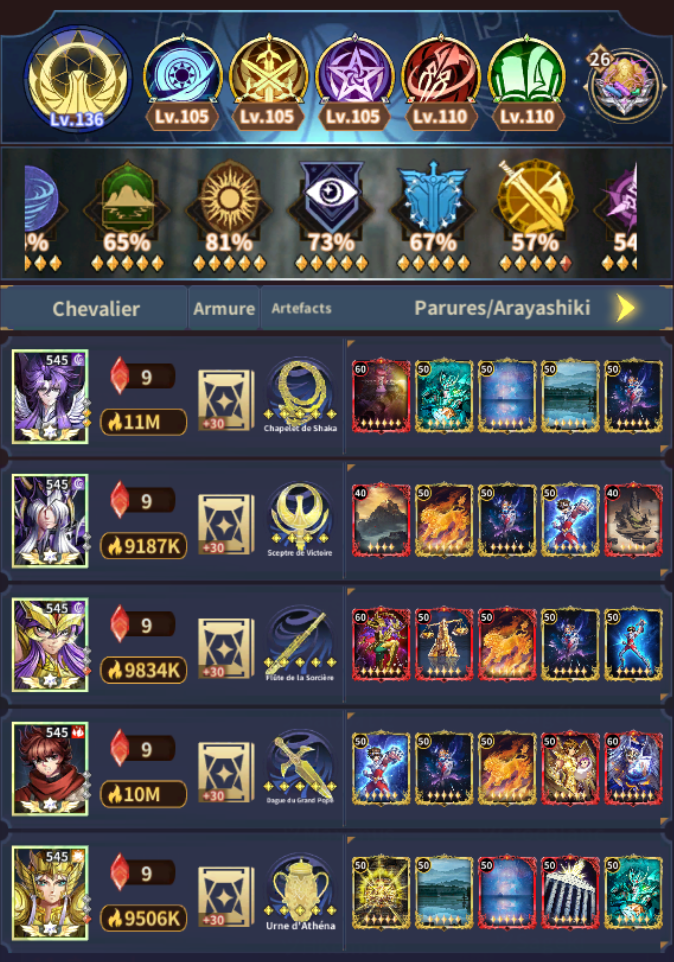 26
Lv.136 Lv.105 Lv.105 Lv.105 Lv.110 Lv.110
% 65% 81% 73% 67% 57% 54
Chevalier Armure Artefacts Parures/Arayashiki
545 9 60 50 50 50 50
11M +30 Chapelet de Shaka
545 9 40 50 50 50 40
9187K +30 Sceptre de Victoire
545 9 60 50 50 50 50
9834K +30 Flûte de la Sorcière
545 9 50 50 50 50 60
10M +30 Dague du Grand Pope
545 9 50 50 50 50 50
9506K +30 Urne d'Athéna